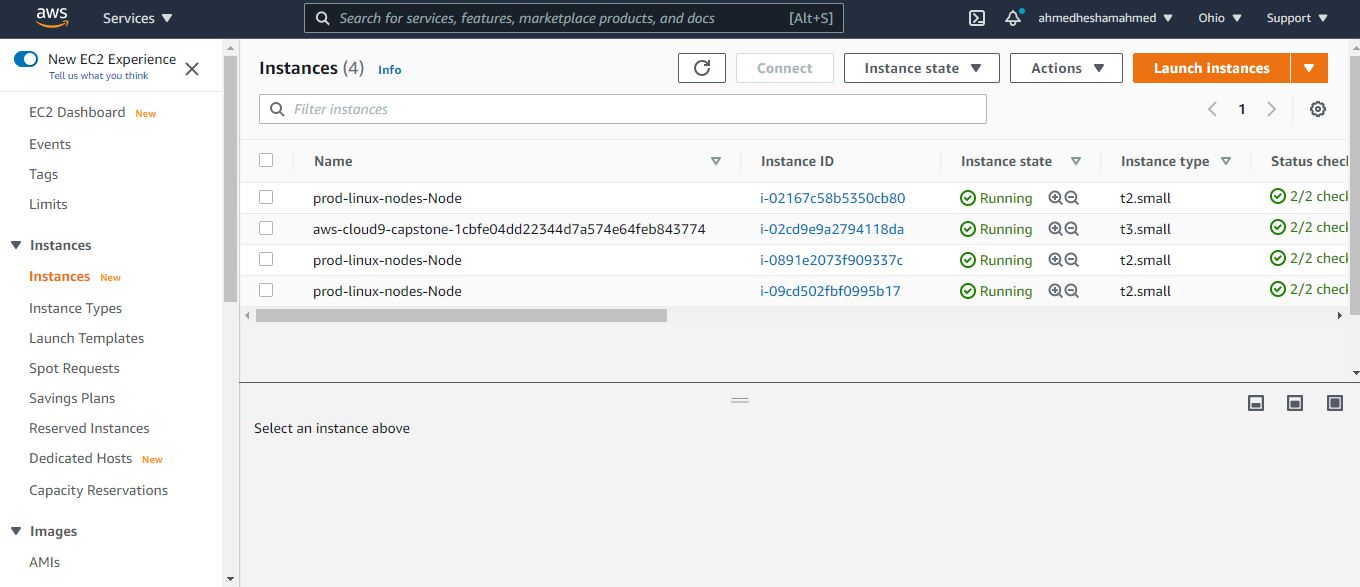 aws Services Search for services, features, marketplace products, and docs [Alt+S] ahmedheshamahmed Ohio Support
New EC2 Experience
Tell us what you think
EC2 Dashboard New
Events
Tags
Limits
Instances
Instances New
Instance Types
Launch Templates
Spot Requests
Savings Plans
Reserved Instances
Dedicated Hosts New
Capacity Reservations
Images
AMIs
Instances (4) Info Connect Instance state Actions Launch instances
Filter instances 1
Name Instance ID Instance state Instance type Status check
prod-linux-nodes-Node i-02167c58b5350cb80 Running t2.small 2/2 check
aws-cloud9-capstone-1cbfe04dd22344d7a574e64feb843774 i-02cd9e9a2794118da Running t3.small 2/2 check
prod-linux-nodes-Node i-0891e2073f909337c Running t2.small 2/2 check
prod-linux-nodes-Node i-09cd502fbf0995b17 Running t2.small 2/2 check
Select an instance above